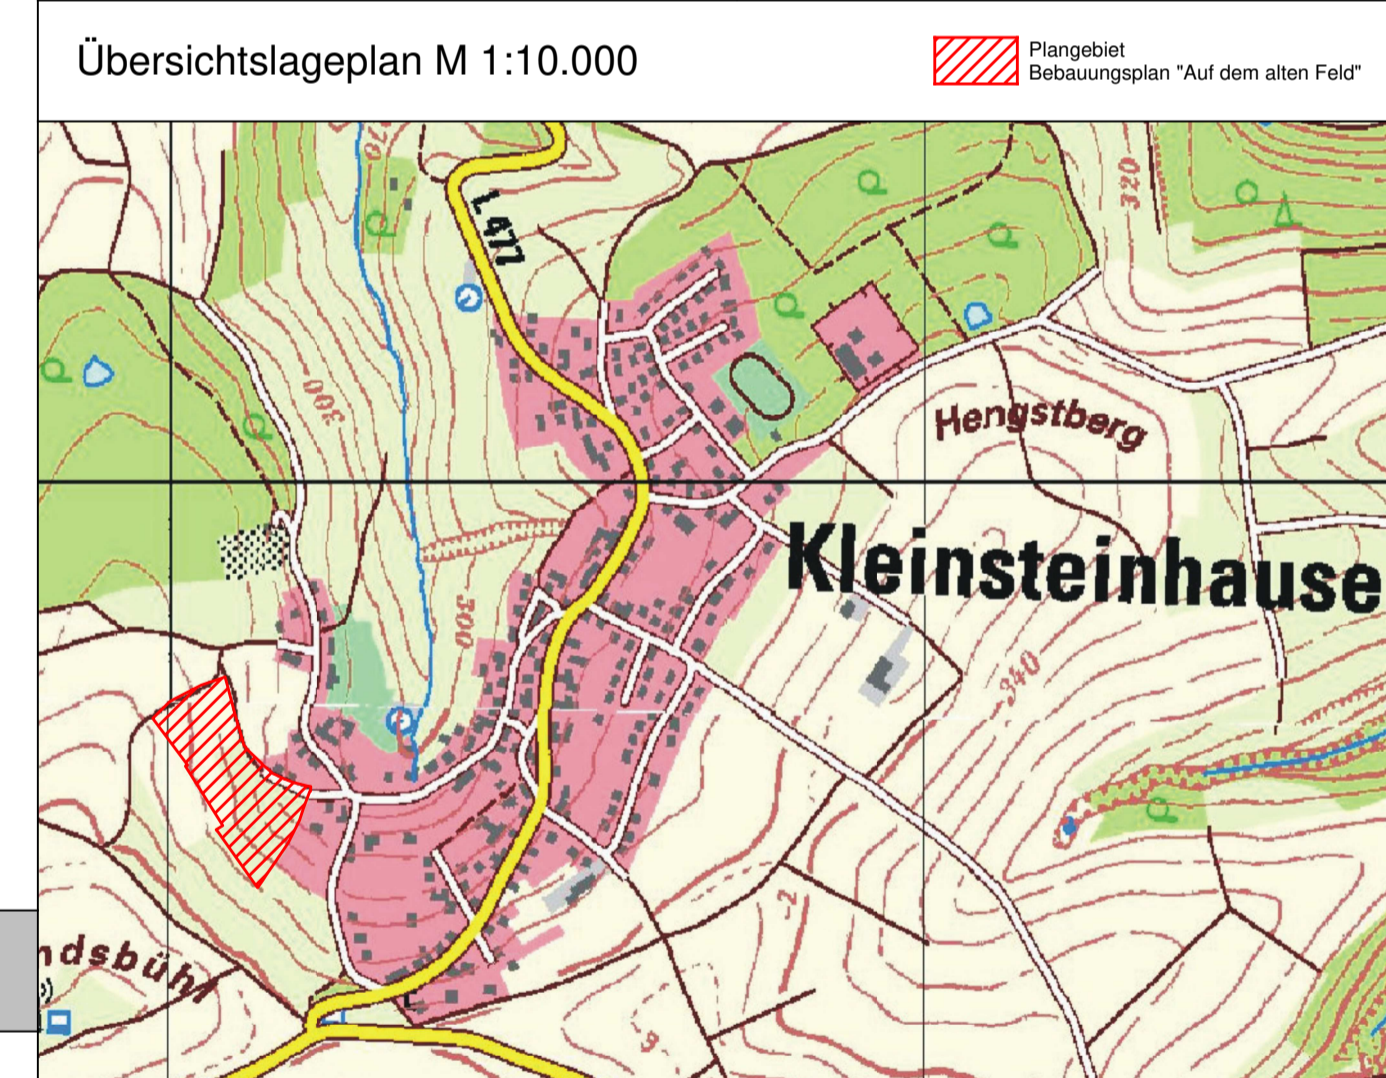 Übersichtslageplan M 1:10.000
Plangebiet
Bebauungsplan "Auf dem alten Feld"
320
L 477
300
Hengstberg
Kleinsteinhause
300
340
ndsbühl